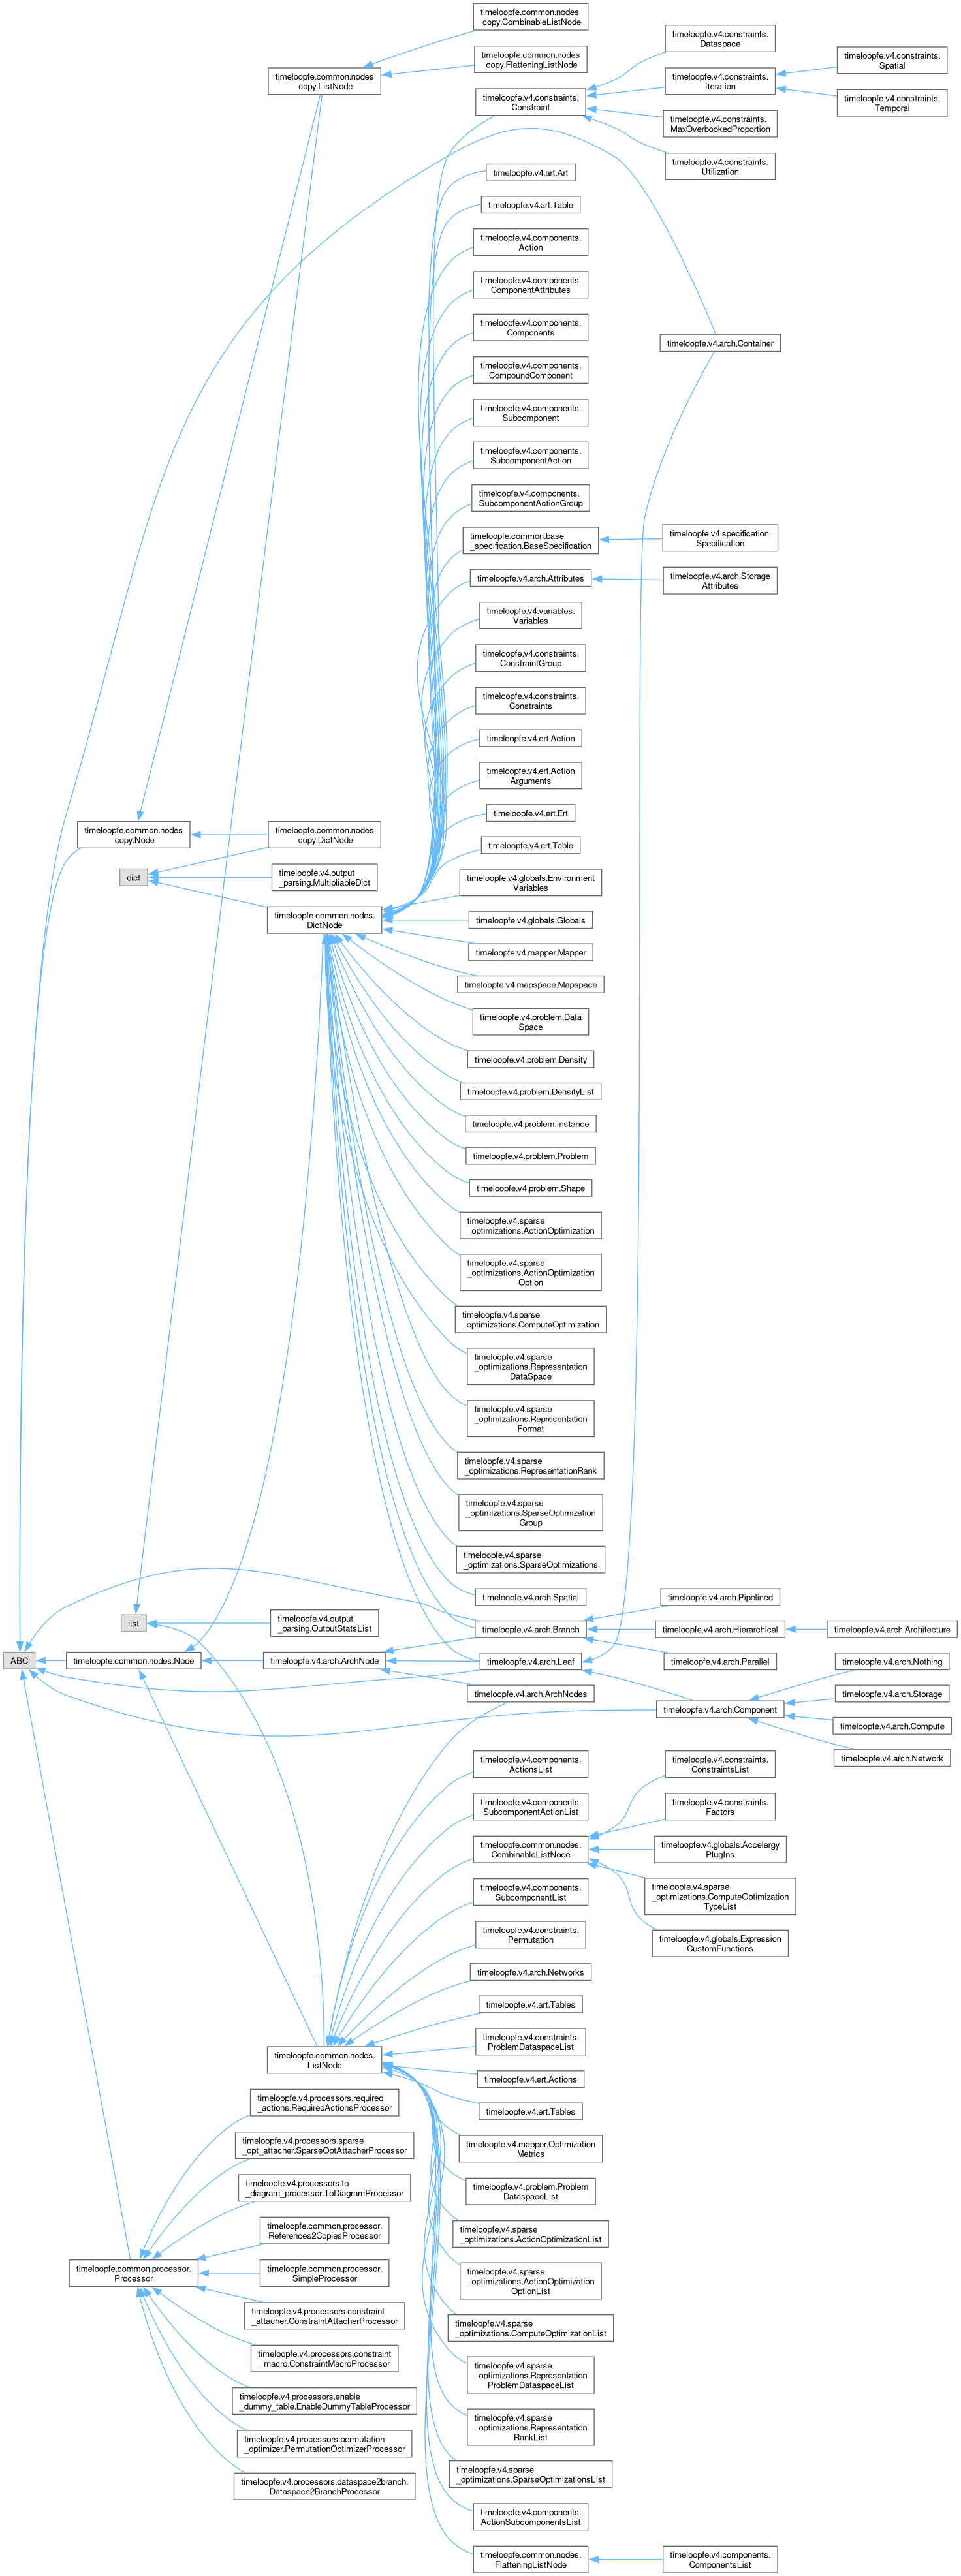 timeloopfe.common.nodes
copy.CombinableListNode
timeloopfe.common.nodes
copy.FlatteningListNode
timeloopfe.common.nodes
copy.ListNode
timeloopfe.v4.constraints.
Constraint
timeloopfe.v4.constraints.
Dataspace
timeloopfe.v4.constraints.
Iteration
timeloopfe.v4.constraints.
MaxOverbookedProportion
timeloopfe.v4.constraints.
Utilization
timeloopfe.v4.constraints.
Spatial
timeloopfe.v4.constraints.
Temporal
timeloopfe.v4.art.Art
timeloopfe.v4.art.Table
timeloopfe.v4.components.
Action
timeloopfe.v4.components.
ComponentAttributes
timeloopfe.v4.components.
Components
timeloopfe.v4.arch.Container
timeloopfe.v4.components.
CompoundComponent
timeloopfe.v4.components.
Subcomponent
timeloopfe.v4.components.
SubcomponentAction
timeloopfe.v4.components.
SubcomponentActionGroup
timeloopfe.common.base
_specification.BaseSpecification
timeloopfe.v4.specification.
Specification
timeloopfe.v4.arch.Attributes
timeloopfe.v4.arch.Storage
Attributes
timeloopfe.v4.variables.
Variables
timeloopfe.v4.constraints.
ConstraintGroup
timeloopfe.v4.constraints.
Constraints
timeloopfe.v4.ert.Action
timeloopfe.v4.ert.Action
Arguments
timeloopfe.v4.ert.Ert
timeloopfe.v4.ert.Table
timeloopfe.common.nodes
copy.Node
timeloopfe.common.nodes
copy.DictNode
dict
timeloopfe.v4.output
_parsing.MultipliableDict
timeloopfe.common.nodes.
DictNode
timeloopfe.v4.globals.Environment
Variables
timeloopfe.v4.globals.Globals
timeloopfe.v4.mapper.Mapper
timeloopfe.v4.mapspace.Mapspace
timeloopfe.v4.problem.Data
Space
timeloopfe.v4.problem.Density
timeloopfe.v4.problem.DensityList
timeloopfe.v4.problem.Instance
timeloopfe.v4.problem.Problem
timeloopfe.v4.problem.Shape
timeloopfe.v4.sparse
_optimizations.ActionOptimization
timeloopfe.v4.sparse
_optimizations.ActionOptimization
Option
timeloopfe.v4.sparse
_optimizations.ComputeOptimization
timeloopfe.v4.sparse
_optimizations.Representation
DataSpace
timeloopfe.v4.sparse
_optimizations.Representation
Format
timeloopfe.v4.sparse
_optimizations.RepresentationRank
timeloopfe.v4.sparse
_optimizations.SparseOptimization
Group
timeloopfe.v4.sparse
_optimizations.SparseOptimizations
timeloopfe.v4.arch.Spatial
list
timeloopfe.v4.output
_parsing.OutputStatsList
timeloopfe.v4.arch.Branch
timeloopfe.v4.arch.Pipelined
timeloopfe.v4.arch.Hierarchical
timeloopfe.v4.arch.Architecture
timeloopfe.v4.arch.Parallel
ABC
timeloopfe.common.nodes.Node
timeloopfe.v4.arch.ArchNode
timeloopfe.v4.arch.Leaf
timeloopfe.v4.arch.ArchNodes
timeloopfe.v4.arch.Component
timeloopfe.v4.arch.Nothing
timeloopfe.v4.arch.Storage
timeloopfe.v4.arch.Compute
timeloopfe.v4.arch.Network
timeloopfe.v4.components.
ActionsList
timeloopfe.v4.components.
SubcomponentActionList
timeloopfe.common.nodes.
CombinableListNode
timeloopfe.v4.constraints.
ConstraintsList
timeloopfe.v4.constraints.
Factors
timeloopfe.v4.globals.Accelergy
PlugIns
timeloopfe.v4.sparse
_optimizations.ComputeOptimization
TypeList
timeloopfe.v4.globals.Expression
CustomFunctions
timeloopfe.v4.components.
SubcomponentList
timeloopfe.v4.constraints.
Permutation
timeloopfe.v4.arch.Networks
timeloopfe.v4.art.Tables
timeloopfe.common.nodes.
ListNode
timeloopfe.v4.constraints.
ProblemDataspaceList
timeloopfe.v4.ert.Actions
timeloopfe.v4.ert.Tables
timeloopfe.v4.mapper.Optimization
Metrics
timeloopfe.v4.problem.Problem
DataspaceList
timeloopfe.v4.sparse
_optimizations.ActionOptimizationList
timeloopfe.v4.sparse
_optimizations.ActionOptimization
OptionList
timeloopfe.v4.sparse
_optimizations.ComputeOptimizationList
timeloopfe.v4.sparse
_optimizations.Representation
ProblemDataspaceList
timeloopfe.v4.sparse
_optimizations.Representation
RankList
timeloopfe.v4.sparse
_optimizations.SparseOptimizationsList
timeloopfe.v4.components.
ActionSubcomponentsList
timeloopfe.common.nodes.
FlatteningListNode
timeloopfe.v4.components.
ComponentsList
timeloopfe.common.processor.
Processor
timeloopfe.v4.processors.required
_actions.RequiredActionsProcessor
timeloopfe.v4.processors.sparse
_opt_attacher.SparseOptAttacherProcessor
timeloopfe.v4.processors.to
_diagram_processor.ToDiagramProcessor
timeloopfe.common.processor.
References2CopiesProcessor
timeloopfe.common.processor.
SimpleProcessor
timeloopfe.v4.processors.constraint
_attacher.ConstraintAttacherProcessor
timeloopfe.v4.processors.constraint
_macro.ConstraintMacroProcessor
timeloopfe.v4.processors.enable
_dummy_table.EnableDummyTableProcessor
timeloopfe.v4.processors.permutation
_optimizer.PermutationOptimizerProcessor
timeloopfe.v4.processors.dataspace2branch.
Dataspace2BranchProcessor